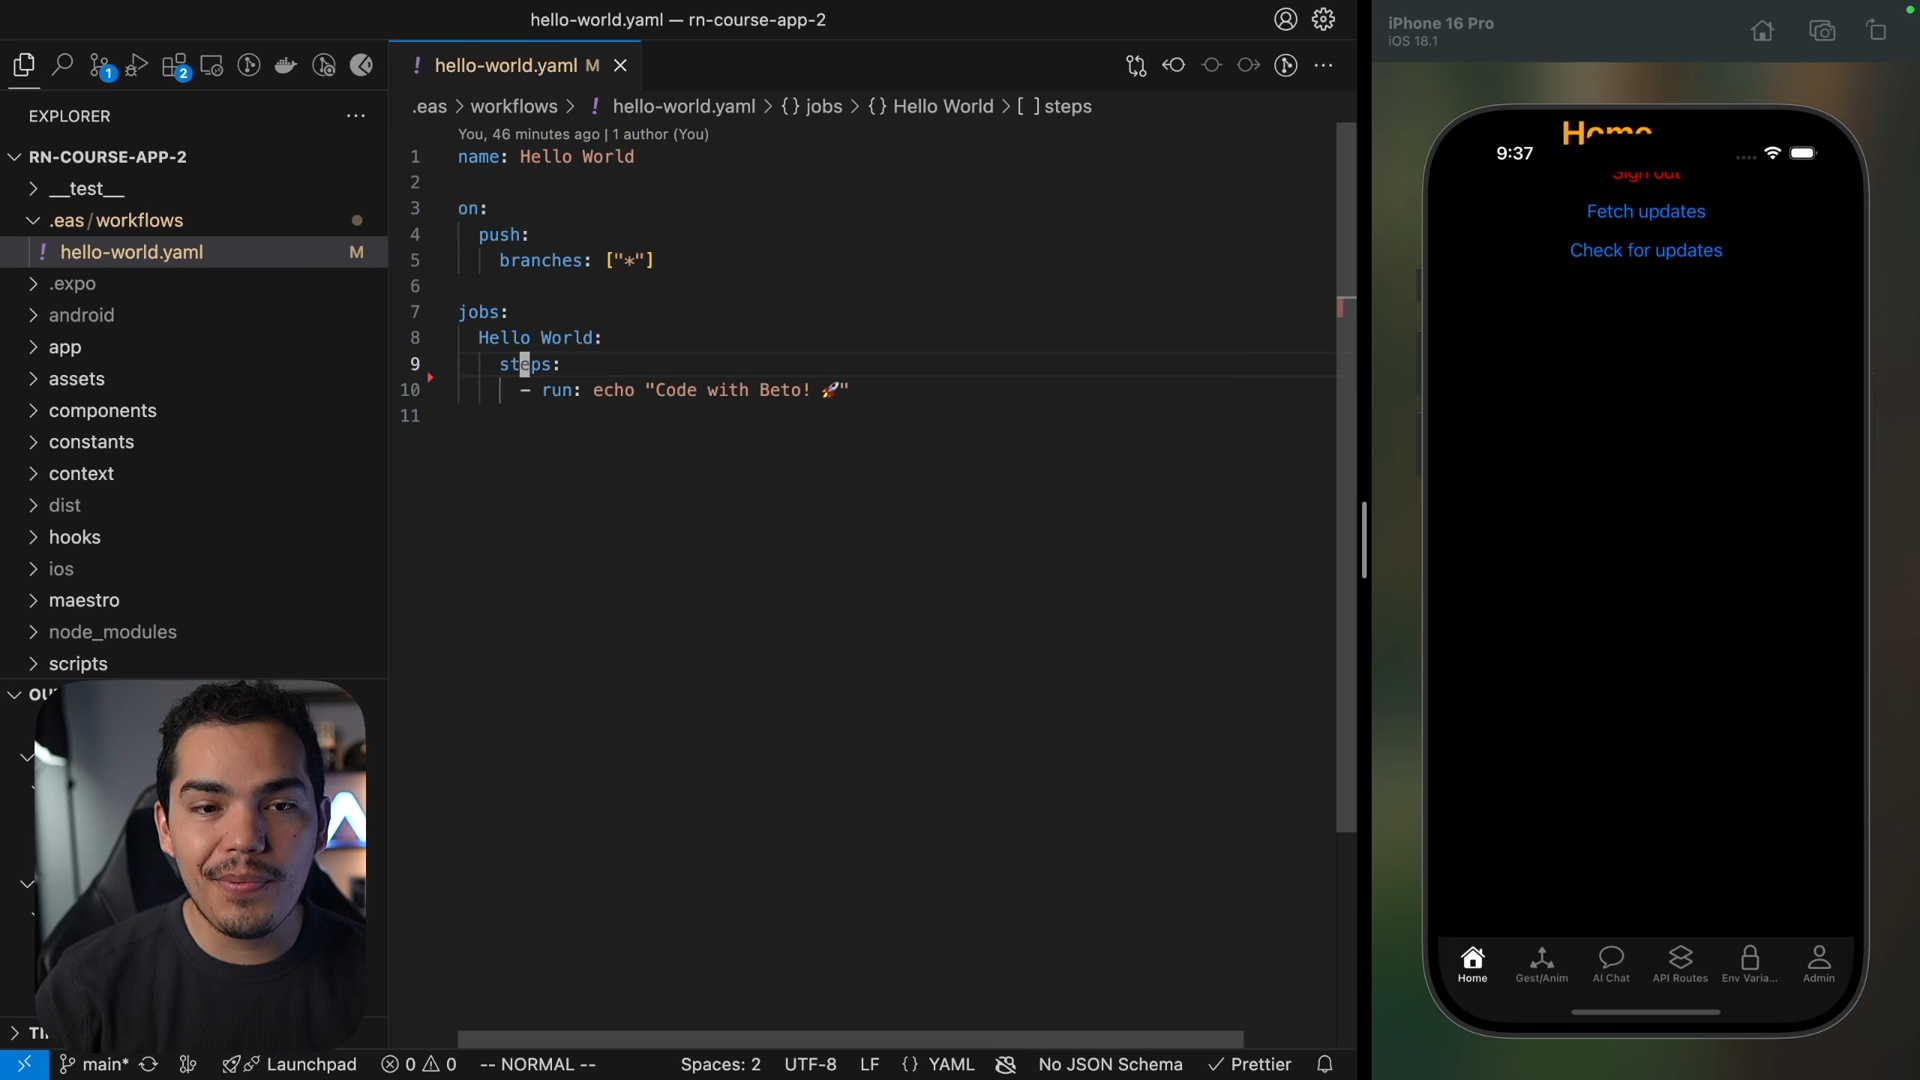 hello-world.yaml — rn-course-app-2
hello-world.yaml M
1
2
EXPLORER
.eas > workflows > ! hello-world.yaml > {} jobs > {} Hello World > [ ] steps
RN-COURSE-APP-2
__test__
.eas/workflows
! hello-world.yaml M
.expo
android
app
assets
components
constants
context
dist
hooks
ios
maestro
node_modules
scripts
You, 46 minutes ago | 1 author (You)
1 name: Hello World
2
3 on:
4 push:
5 branches: ["*"]
6
7 jobs:
8 Hello World:
9 steps:
10 - run: echo "Code with Beto! 🚀"
11
main* Launchpad 0 0 -- NORMAL -- Spaces: 2 UTF-8 LF {} YAML No JSON Schema Prettier
iPhone 16 Pro
iOS 18.1
Home
9:37
Sign out
Fetch updates
Check for updates
Home Gest/Anim AI Chat API Routes Env Varia... Admin